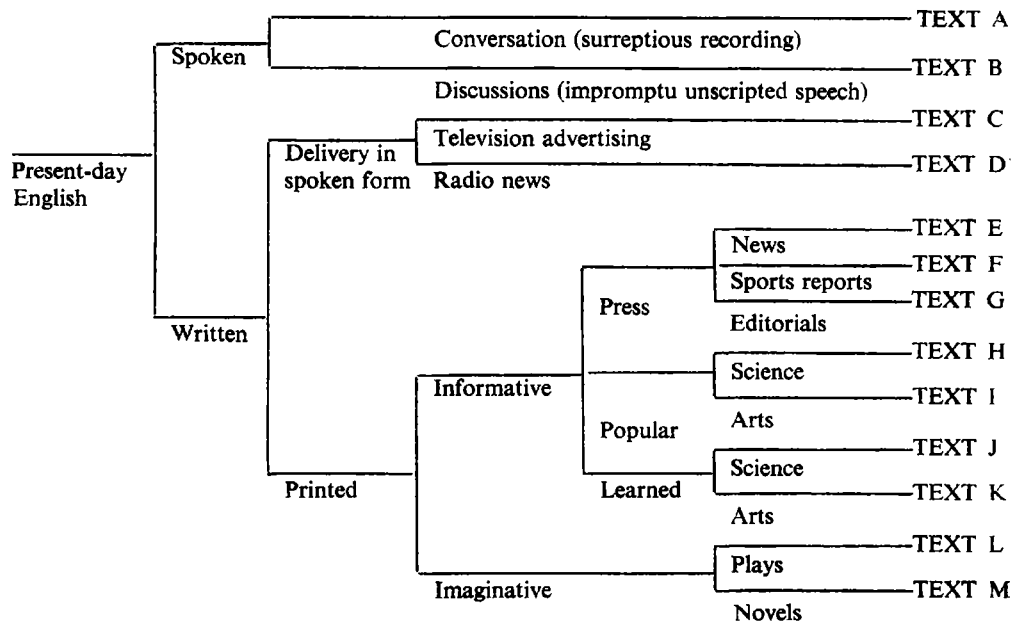 TEXT A
Spoken
Conversation (surreptious recording)
TEXT B
Discussions (impromptu unscripted speech)
TEXT C
Delivery in
spoken form
Television advertising
TEXT D
Radio news
Present-day
English
TEXT E
News
TEXT F
Sports reports
Press
TEXT G
Editorials
Written
TEXT H
Informative
Science
TEXT I
Arts
Popular
TEXT J
Printed
Learned
Science
TEXT K
Arts
TEXT L
Imaginative
Plays
TEXT M
Novels